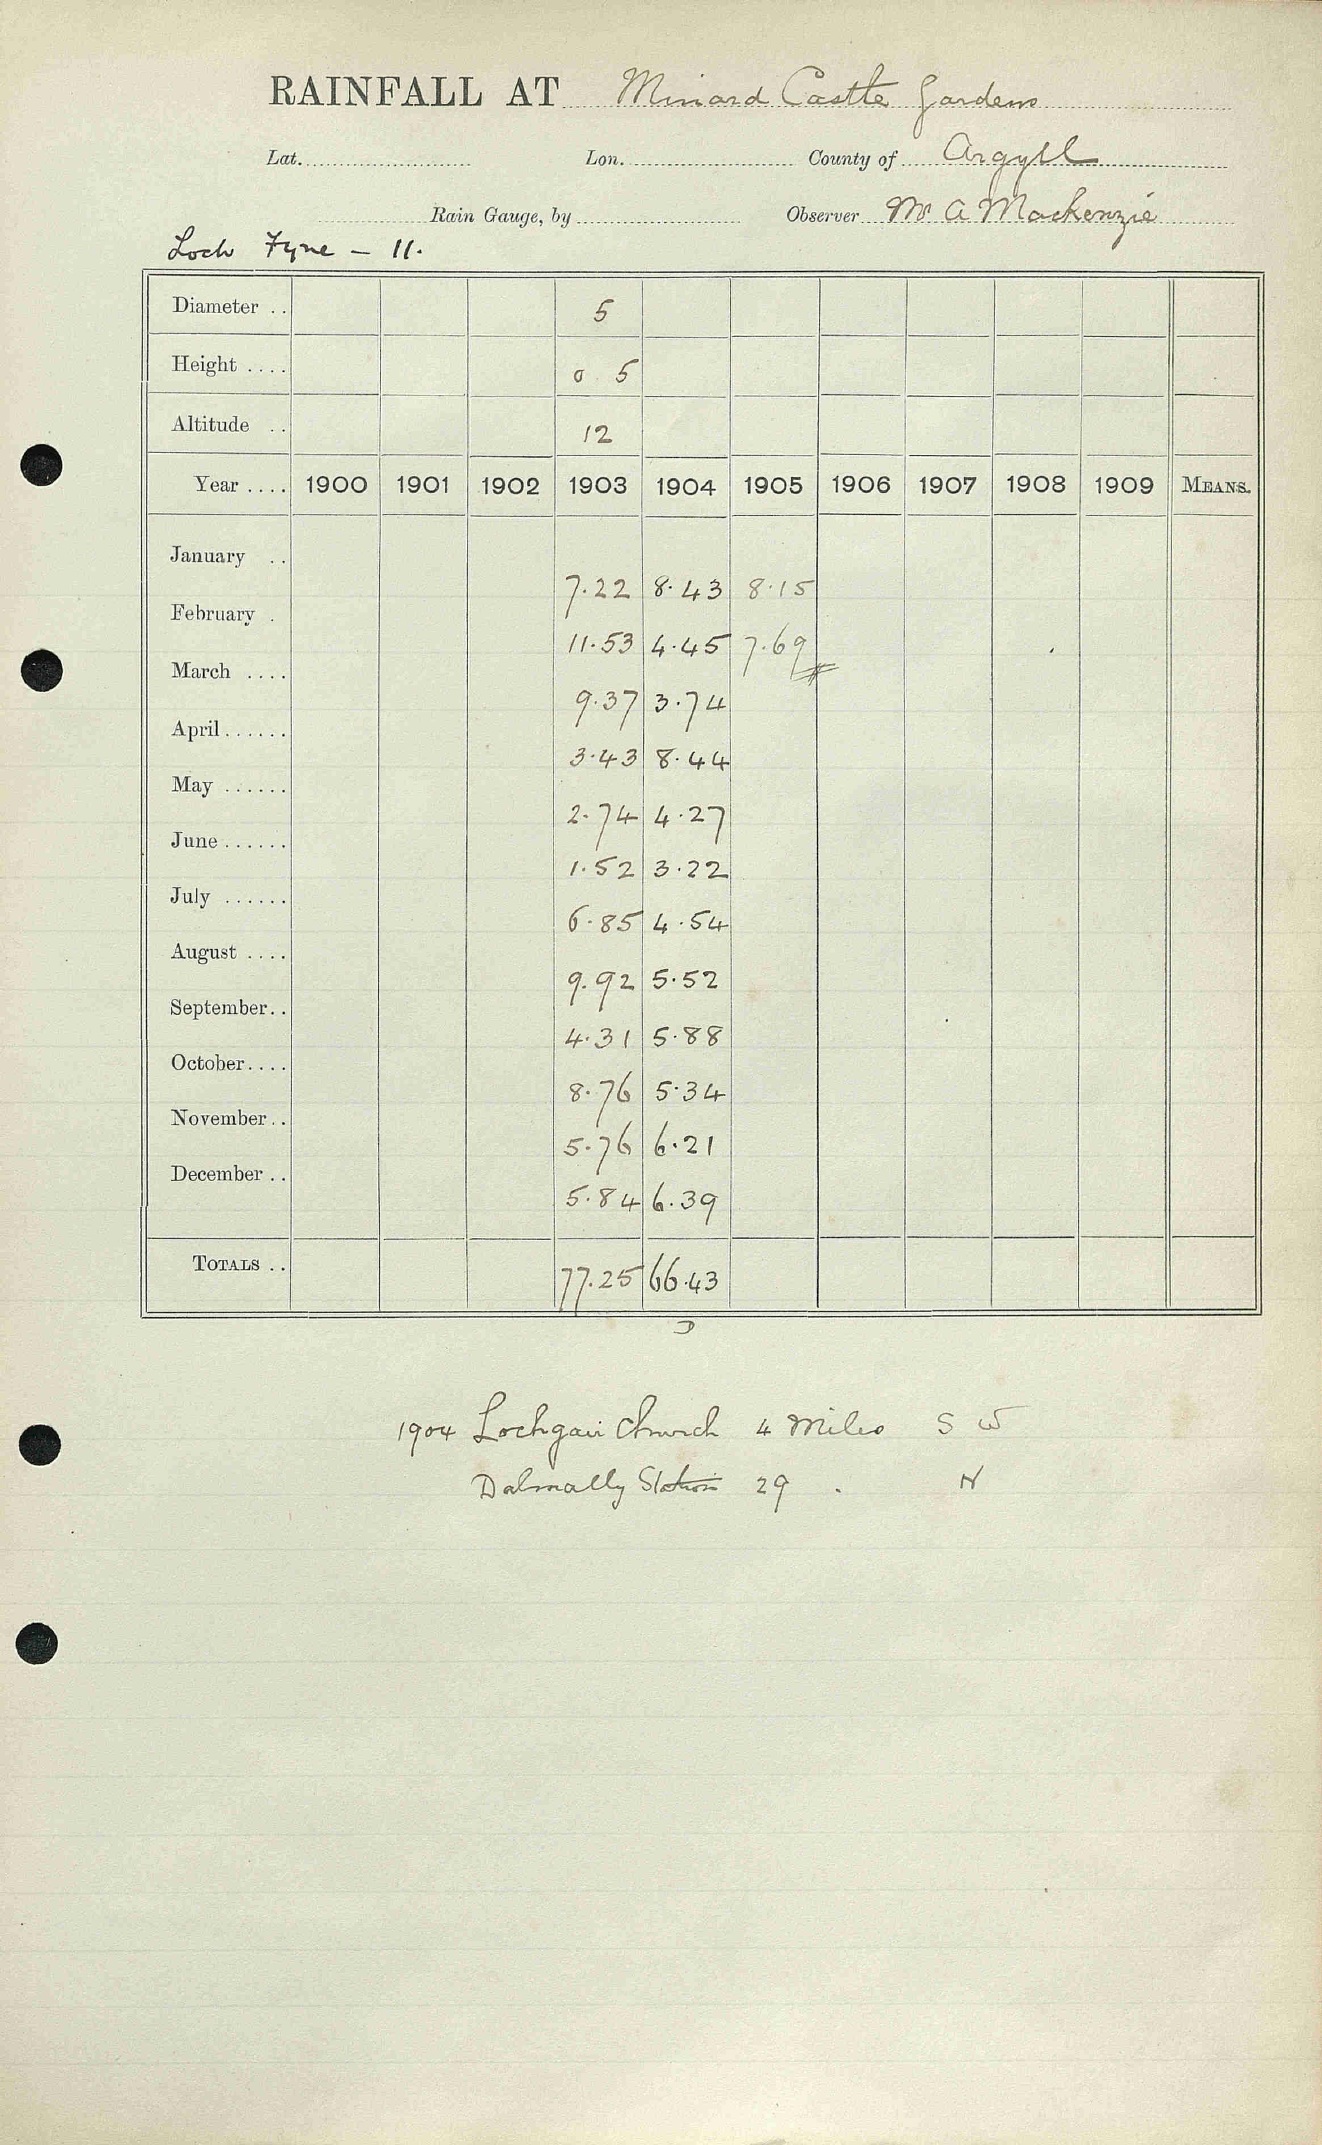 RAINFALL AT Minard Castle Gardens
Lat. Lon. County of Argyll
Rain Gauge, by Observer Mr A Mackenzie
Loch Fyne – 11.
Diameter .. 5
Height .... 0 5
Altitude .. 12
Year .... 1900 1901 1902 1903 1904 1905 1906 1907 1908 1909 MEANS.
January .. 7.22 8.43 8.15
February . 11.53 4.45 7.69
March .... 9.37 3.74
April ...... 3.43 8.44
May ...... 2.74 4.27
June ...... 1.52 3.22
July ...... 6.85 4.54
August .... 9.92 5.52
September .. 4.31 5.88
October .... 8.76 5.34
November .. 5.76 6.21
December .. 5.84 6.39
TOTALS .. 77.25 66.43
1904 Lochgair Church 4 Miles S W
Dalmally Station 29 . N